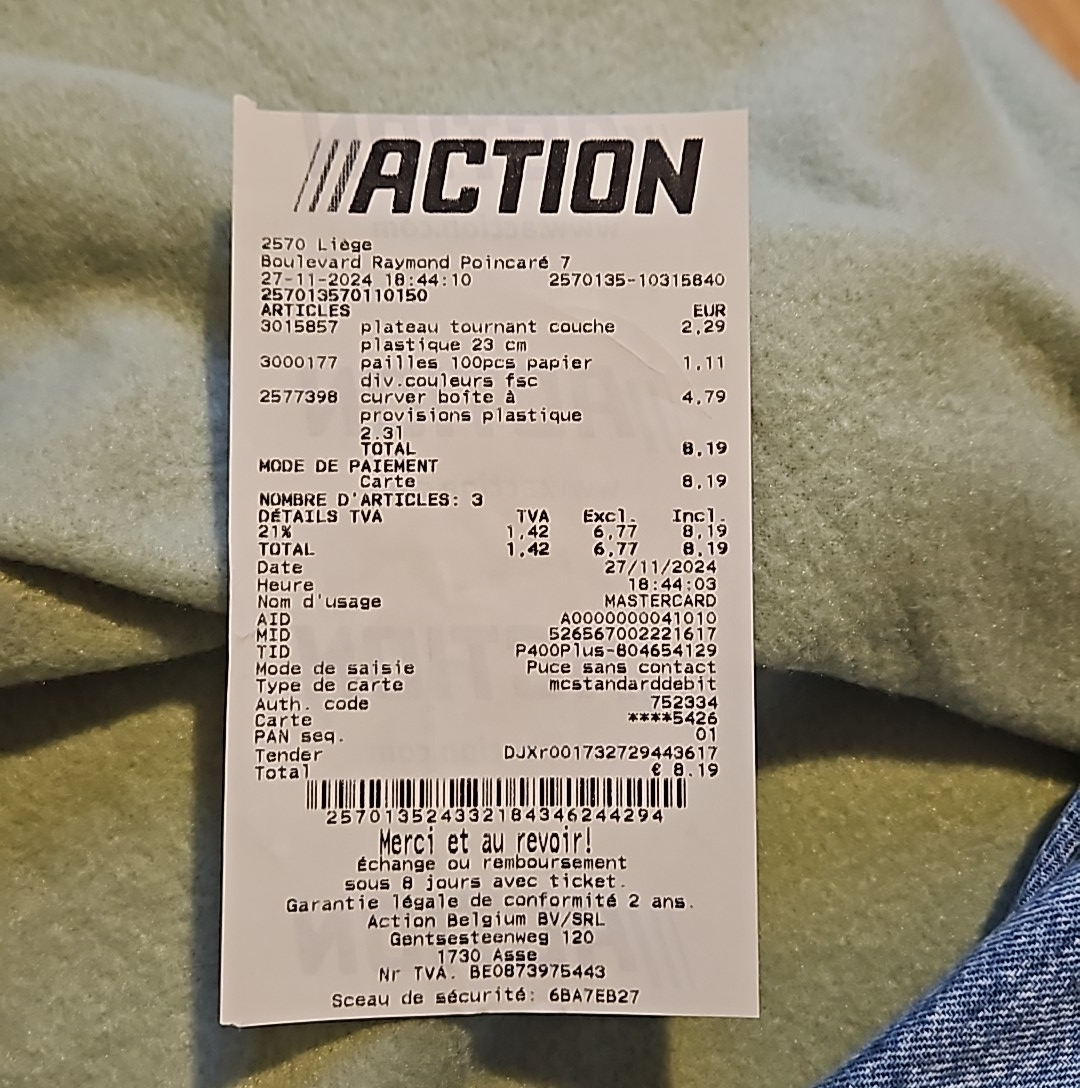 ACTION
2570 Liège
Boulevard Raymond Poincaré 7
27-11-2024 18:44:10 2570135-10315840
257013570110150
ARTICLES EUR
3015857 plateau tournant couche 2,29
plastique 23 cm
3000177 pailles 100pcs papier 1,11
div.couleurs fsc
2577398 curver boîte à 4,79
provisions plastique
2.3l
TOTAL 8,19
MODE DE PAIEMENT
Carte 8,19
NOMBRE D'ARTICLES: 3
DÉTAILS TVA TVA Excl. Incl.
21% 1,42 6,77 8,19
TOTAL 1,42 6,77 8,19
Date 27/11/2024
Heure 18:44:03
Nom d'usage MASTERCARD
AID A0000000041010
MID 526567002221617
TID P400Plus-804654129
Mode de saisie Puce sans contact
Type de carte mcstandarddebit
Auth. code 752334
Carte ****5426
PAN seq. 01
Tender DJXr001732729443617
Total € 8.19
2570135243321843462 44294
Merci et au revoir!
Échange ou remboursement
sous 8 jours avec ticket.
Garantie légale de conformité 2 ans.
Action Belgium BV/SRL
Gentsesteenweg 120
1730 Asse
Nr TVA. BE0873975443
Sceau de sécurité: 6BA7EB27